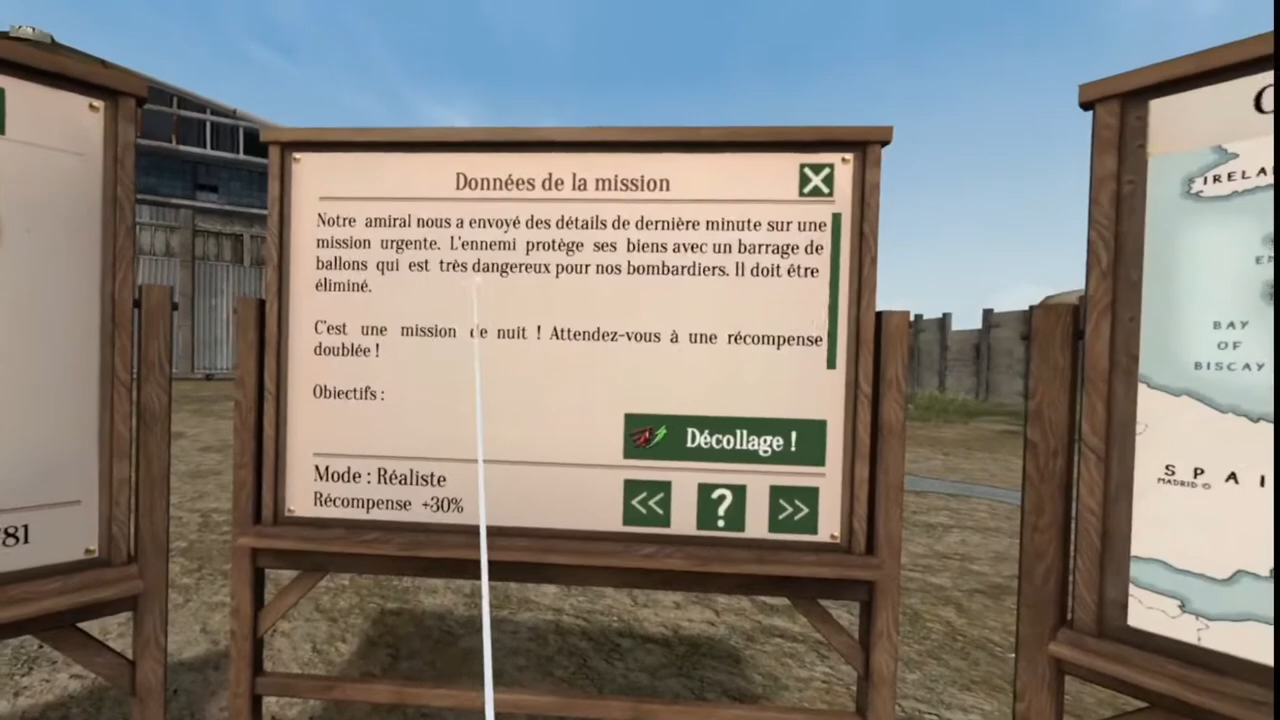 Données de la mission
Notre amiral nous a envoyé des détails de dernière minute sur une
mission urgente. L'ennemi protège ses biens avec un barrage de
ballons qui est très dangereux pour nos bombardiers. Il doit être
éliminé.
C'est une mission de nuit ! Attendez-vous à une récompense
doublée !
Objectifs :
Décollage !
Mode : Réaliste
Récompense +30%
<< ? >>
81
IRELA
BAY
OF
BISCAY
SPAI
MADRID